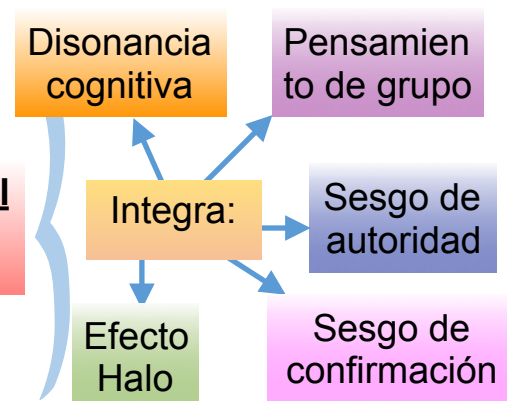 Disonancia
cognitiva
Pensamien
to de grupo
l
Integra:
Sesgo de
autoridad
Efecto
Halo
Sesgo de
confirmación